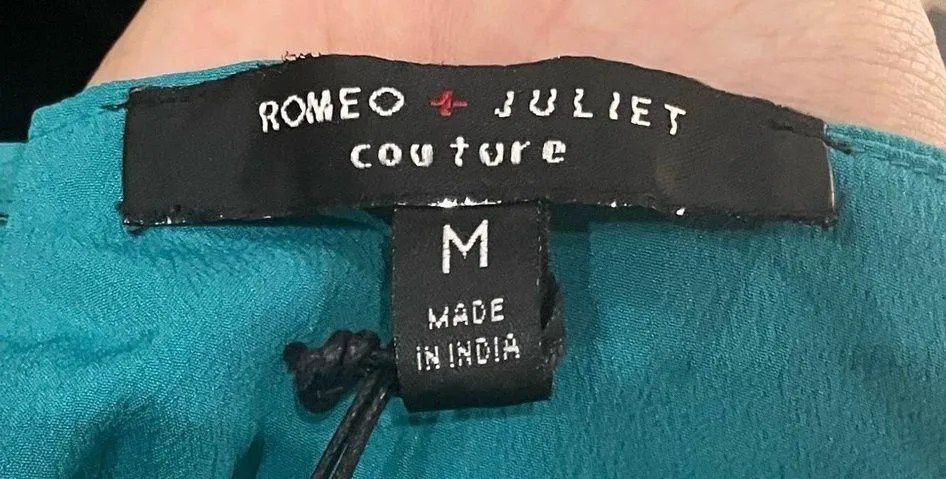 ROMEO + JULIET
couture
M
MADE
IN INDIA